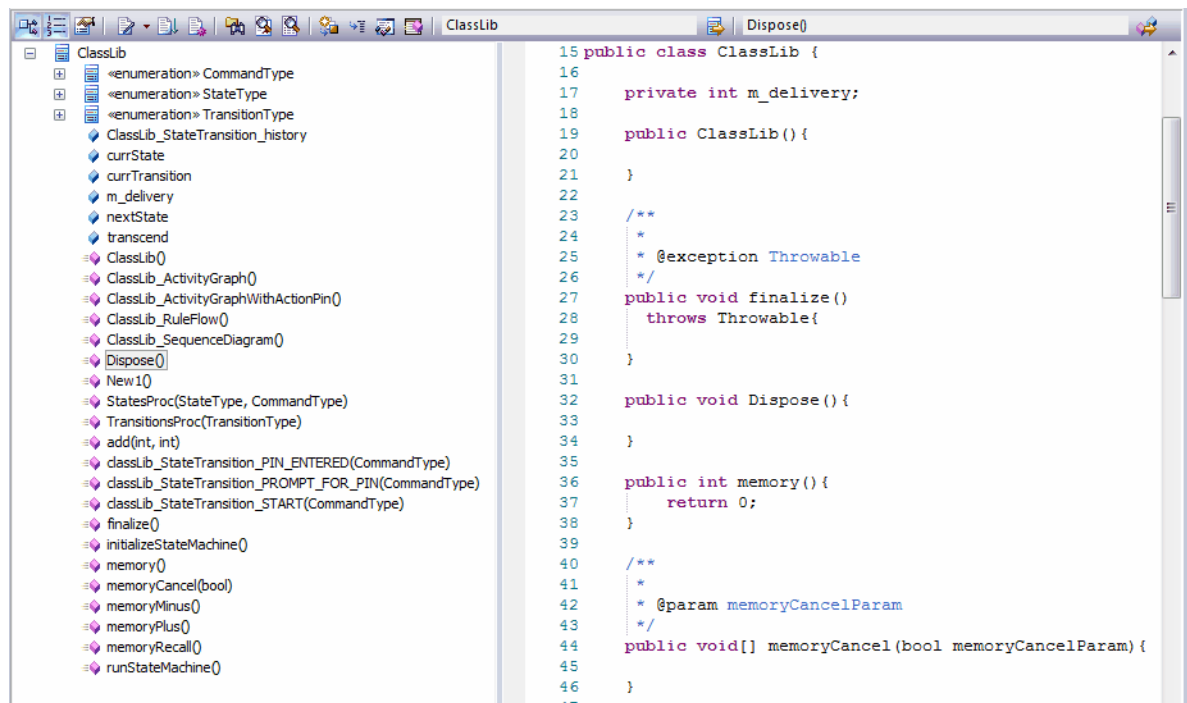 ClassLib
Dispose()
ClassLib
«enumeration» CommandType
«enumeration» StateType
«enumeration» TransitionType
ClassLib_StateTransition_history
currState
currTransition
m_delivery
nextState
transcend
ClassLib()
ClassLib_ActivityGraph()
ClassLib_ActivityGraphWithActionPin()
ClassLib_RuleFlow()
ClassLib_SequenceDiagram()
Dispose()
New1()
StatesProc(StateType, CommandType)
TransitionsProc(TransitionType)
add(int, int)
classLib_StateTransition_PIN_ENTERED(CommandType)
classLib_StateTransition_PROMPT_FOR_PIN(CommandType)
classLib_StateTransition_START(CommandType)
finalize()
initializeStateMachine()
memory()
memoryCancel(bool)
memoryMinus()
memoryPlus()
memoryRecall()
runStateMachine()
15 public class ClassLib {
16
17 private int m_delivery;
18
19 public ClassLib(){
20
21 }
22
23 /**
24 *
25 * @exception Throwable
26 */
27 public void finalize()
28 throws Throwable{
29
30 }
31
32 public void Dispose(){
33
34 }
35
36 public int memory(){
37 return 0;
38 }
39
40 /**
41 *
42 * @param memoryCancelParam
43 */
44 public void[] memoryCancel(bool memoryCancelParam){
45
46 }